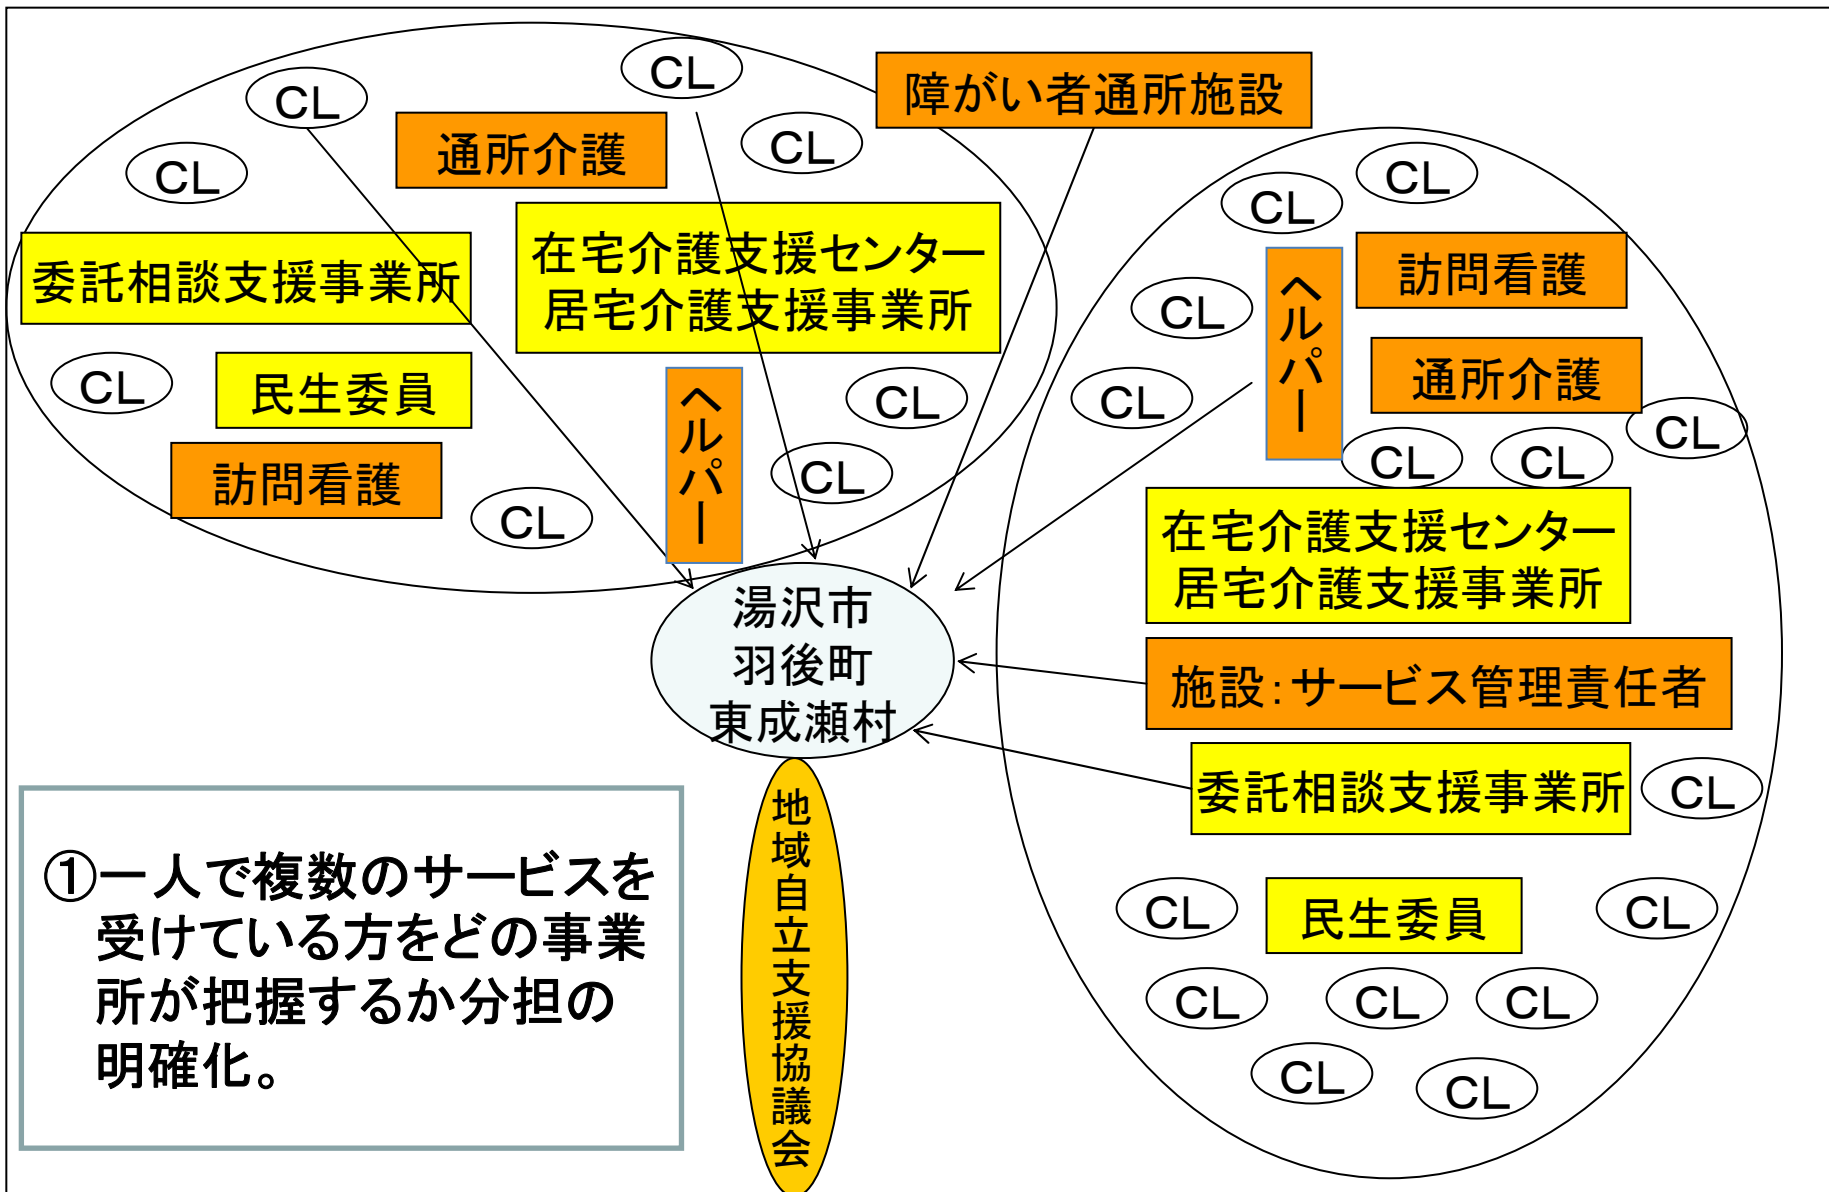 CL
CL
障がい者通所施設
通所介護
CL
CL
CL
CL
委託相談支援事業所
在宅介護支援センター
居宅介護支援事業所
ヘルパー
訪問看護
CL
CL
民生委員
ヘルパー
CL
CL
通所介護
CL
訪問看護
CL
CL
CL
CL
在宅介護支援センター
居宅介護支援事業所
湯沢市
羽後町
東成瀬村
施設:サービス管理責任者
委託相談支援事業所
CL
地域自立支援協議会
①一人で複数のサービスを
受けている方をどの事業
所が把握するか分担の
明確化。
CL
民生委員
CL
CL
CL
CL
CL
CL